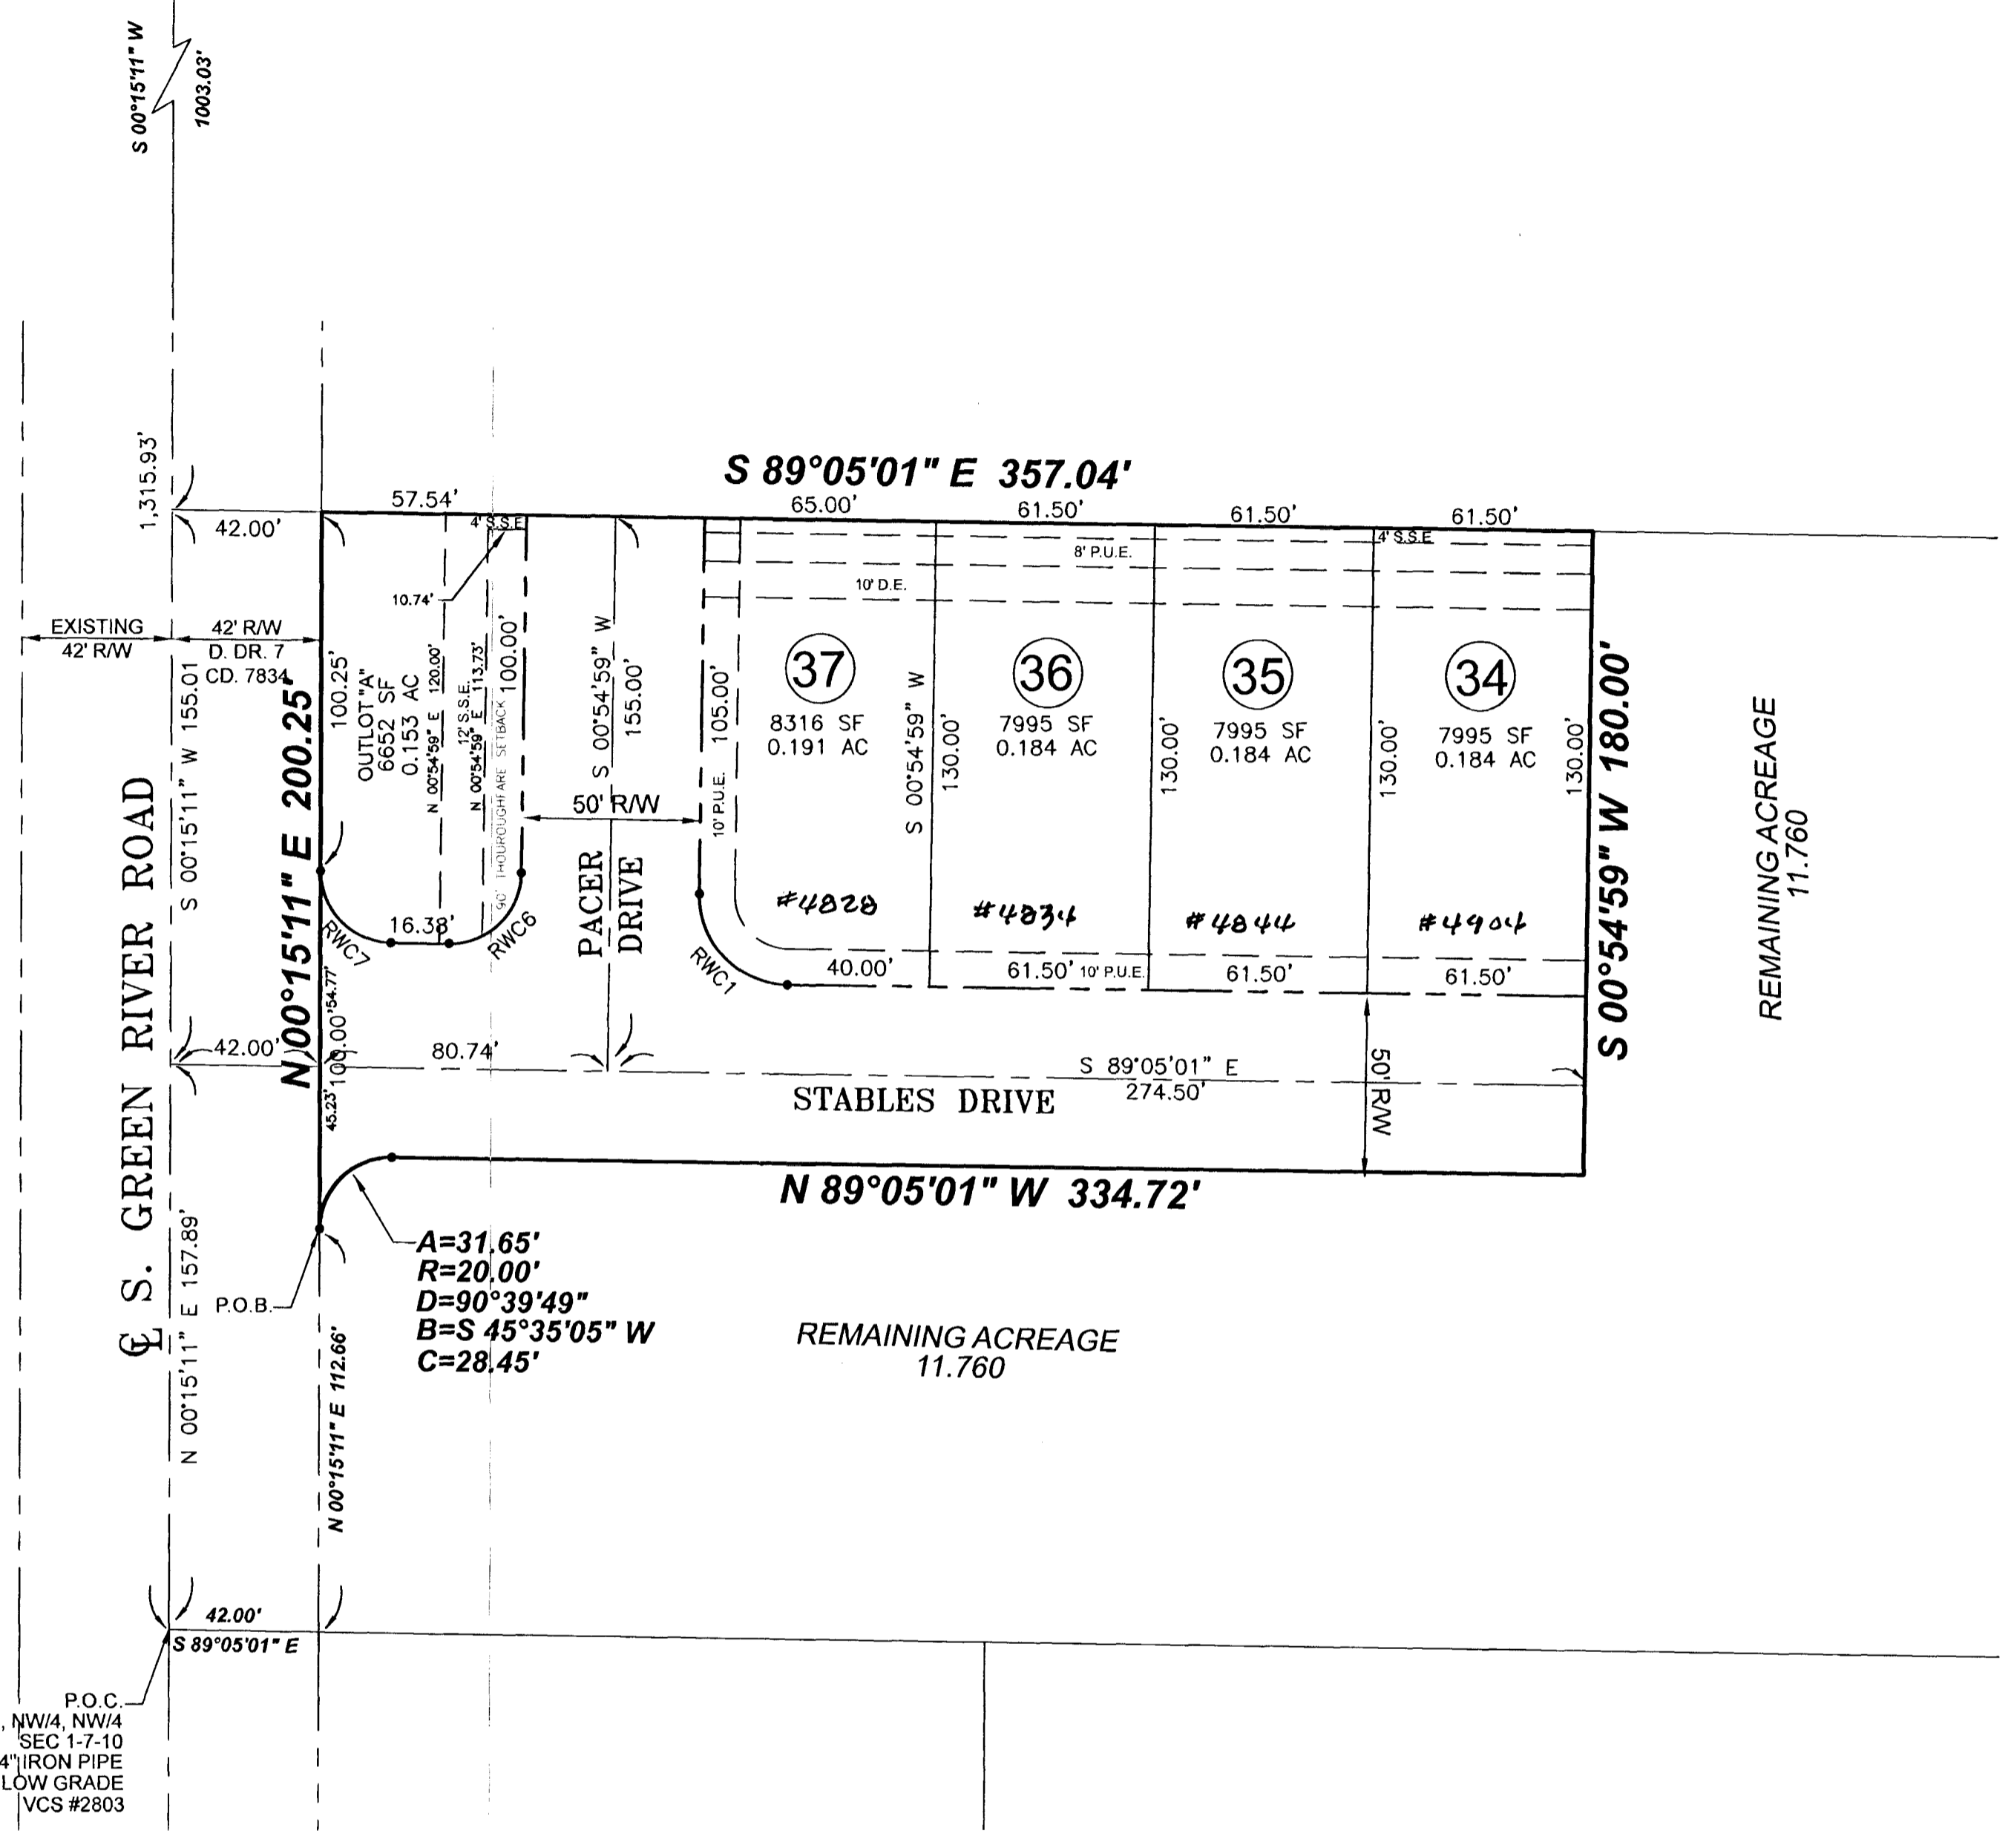 S 00°15'11" W
1003.03'
1,315.93'
42.00'
S 89°05'01" E 357.04'
57.54'
65.00'
61.50'
61.50'
61.50'
4' S.S.E
4' S.S.E
8' P.U.E.
10' D.E.
10.74'
EXISTING
42' R/W
42' R/W
D. DR. 7
CD. 7834
S 00°15'11" W 155.01
N 00°15'11" E 200.25'
100.25'
OUTLOT "A"
6652 SF
0.153 AC
N 00°54'59" E 120.00'
12' S.S.E.
N 00°54'59" E 113.73'
90' THOUROUGHFARE SETBACK
100.00'
S 00°54'59" W
155.00'
50' R/W
PACER
DRIVE
105.00'
10' P.U.E.
37
8316 SF
0.191 AC
S 00°54'59" W
130.00'
36
7995 SF
0.184 AC
130.00'
35
7995 SF
0.184 AC
130.00'
34
7995 SF
0.184 AC
130.00'
S 00°54'59" W 180.00'
REMAINING ACREAGE
11.760
#4828
#4834
#4844
#4904
RWC7
16.38'
RWC6
RWC1
40.00'
61.50'
10' P.U.E.
61.50'
61.50'
54.77'
100.00'
45.23'
42.00'
80.74'
S 89°05'01" E
274.50'
STABLES DRIVE
50' R/W
℄ S. GREEN RIVER ROAD
N 89°05'01" W 334.72'
A=31.65'
R=20.00'
D=90°39'49"
B=S 45°35'05" W
C=28.45'
P.O.B.
N 00°15'11" E 157.89'
N 00°15'11" E 112.66'
REMAINING ACREAGE
11.760
42.00'
S 89°05'01" E
P.O.C.
, NW/4, NW/4
SEC 1-7-10
4" IRON PIPE
LOW GRADE
VCS #2803